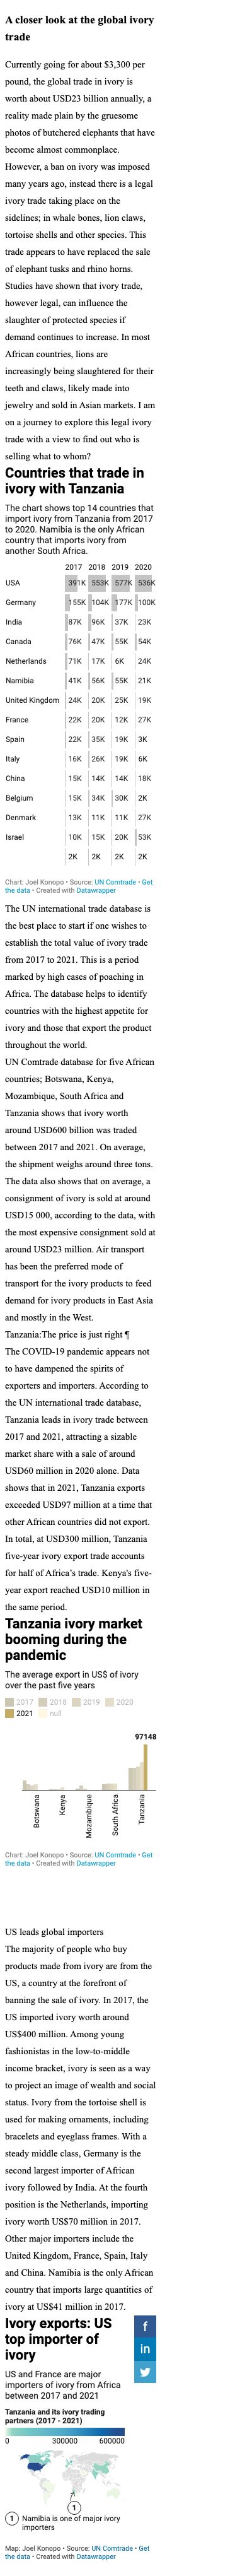 A closer look at the global ivory
trade
Currently going for about $3,300 per
pound, the global trade in ivory is
worth about USD23 billion annually, a
reality made plain by the gruesome
photos of butchered elephants that have
become almost commonplace.
However, a ban on ivory was imposed
many years ago, instead there is a legal
ivory trade taking place on the
sidelines; in whale bones, lion claws,
tortoise shells and other species. This
trade appears to have replaced the sale
of elephant tusks and rhino horns.
Studies have shown that ivory trade,
however legal, can influence the
slaughter of protected species if
demand continues to increase. In most
African countries, lions are
increasingly being slaughtered for their
teeth and claws, likely made into
jewelry and sold in Asian markets. I am
on a journey to explore this legal ivory
trade with a view to find out who is
selling what to whom?
Countries that trade in
ivory with Tanzania
The chart shows top 14 countries that
import ivory from Tanzania from 2017
to 2020. Namibia is the only African
country that imports ivory from
another South Africa.
2017 2018 2019 2020
USA 391K 553K 577K 536K
Germany 155K 104K 177K 100K
India 87K 96K 37K 23K
Canada 76K 47K 55K 54K
Netherlands 71K 17K 6K 24K
Namibia 41K 56K 55K 21K
United Kingdom 24K 20K 25K 19K
France 22K 20K 12K 27K
Spain 22K 35K 19K 3K
Italy 16K 26K 19K 6K
China 15K 14K 14K 18K
Belgium 15K 34K 30K 2K
Denmark 13K 11K 11K 27K
Israel 10K 15K 20K 53K
2K 2K 2K 2K
Chart: Joel Konopo • Source: UN Comtrade • Get
the data • Created with Datawrapper
The UN international trade database is
the best place to start if one wishes to
establish the total value of ivory trade
from 2017 to 2021. This is a period
marked by high cases of poaching in
Africa. The database helps to identify
countries with the highest appetite for
ivory and those that export the product
throughout the world.
UN Comtrade database for five African
countries; Botswana, Kenya,
Mozambique, South Africa and
Tanzania shows that ivory worth
around USD600 billion was traded
between 2017 and 2021. On average,
the shipment weighs around three tons.
The data also shows that on average, a
consignment of ivory is sold at around
USD15 000, according to the data, with
the most expensive consignment sold at
around USD23 million. Air transport
has been the preferred mode of
transport for the ivory products to feed
demand for ivory products in East Asia
and mostly in the West.
Tanzania:The price is just right ¶
The COVID-19 pandemic appears not
to have dampened the spirits of
exporters and importers. According to
the UN international trade database,
Tanzania leads in ivory trade between
2017 and 2021, attracting a sizable
market share with a sale of around
USD60 million in 2020 alone. Data
shows that in 2021, Tanzania exports
exceeded USD97 million at a time that
other African countries did not export.
In total, at USD300 million, Tanzania
five-year ivory export trade accounts
for half of Africa's trade. Kenya's five-
year export reached USD10 million in
the same period.
Tanzania ivory market
booming during the
pandemic
The average export in US$ of ivory
over the past five years
2017 2018 2019 2020
2021 null
97148
Botswana
Kenya
Mozambique
South Africa
Tanzania
Chart: Joel Konopo • Source: UN Comtrade • Get
the data • Created with Datawrapper
US leads global importers
The majority of people who buy
products made from ivory are from the
US, a country at the forefront of
banning the sale of ivory. In 2017, the
US imported ivory worth around
US$400 million. Among young
fashionistas in the low-to-middle
income bracket, ivory is seen as a way
to project an image of wealth and social
status. Ivory from the tortoise shell is
used for making ornaments, including
bracelets and eyeglass frames. With a
steady middle class, Germany is the
second largest importer of African
ivory followed by India. At the fourth
position is the Netherlands, importing
ivory worth US$70 million in 2017.
Other major importers include the
United Kingdom, France, Spain, Italy
and China. Namibia is the only African
country that imports large quantities of
ivory at US$41 million in 2017.
Ivory exports: US
top importer of
ivory
US and France are major
importers of ivory from Africa
between 2017 and 2021
f
in
Tanzania and its ivory trading
partners (2017 - 2021)
0 300000 600000
1
1 Namibia is one of major ivory
importers
Map: Joel Konopo • Source: UN Comtrade • Get
the data • Created with Datawrapper